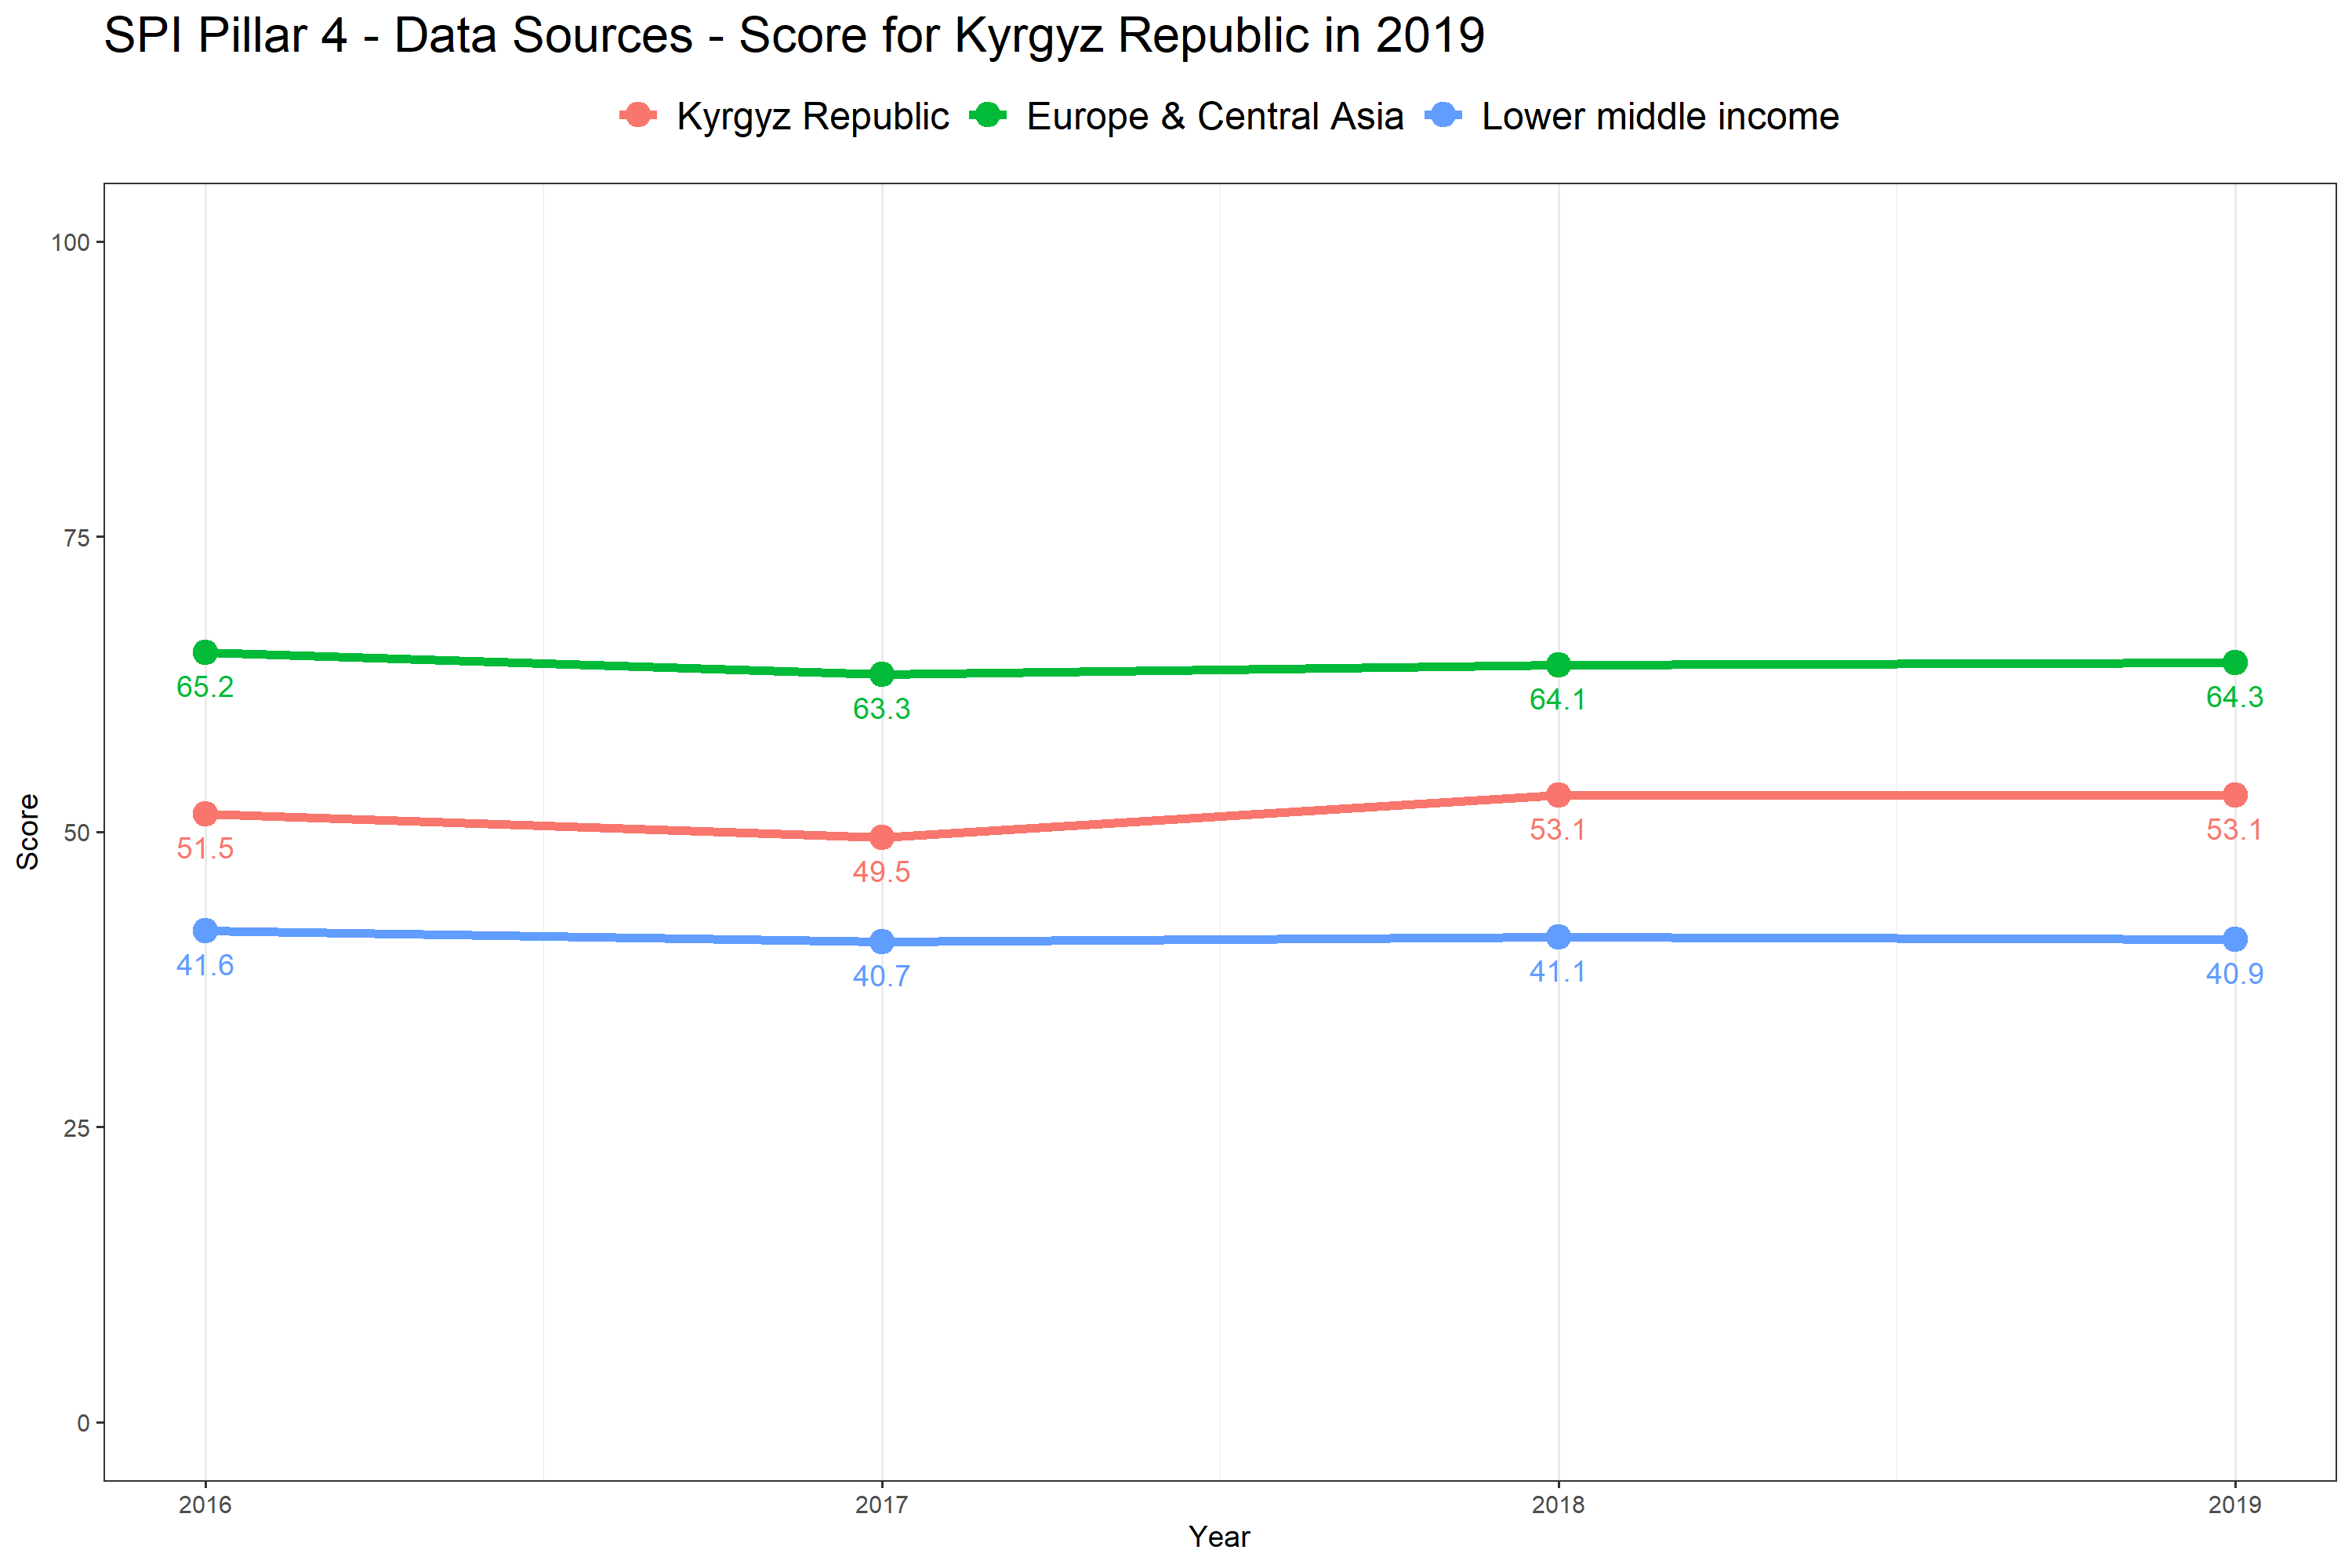 SPI Pillar 4 - Data Sources - Score for Kyrgyz Republic in 2019
Kyrgyz Republic Europe & Central Asia Lower middle income
100
75
50
25
0
Score
65.2 63.3 64.1 64.3
51.5 49.5 53.1 53.1
41.6 40.7 41.1 40.9
2016 2017 2018 2019
Year